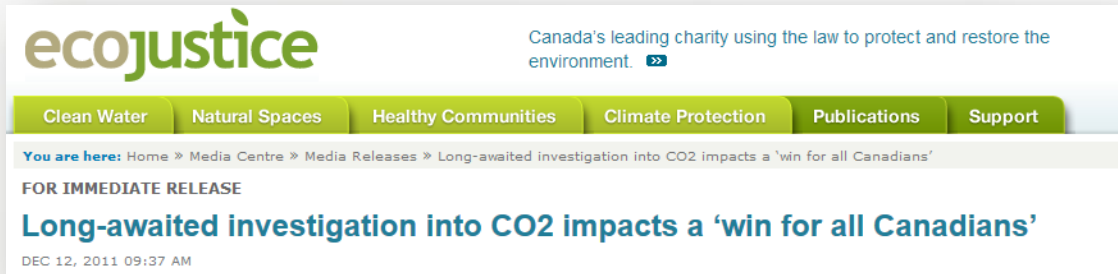 ecojustice
Canada's leading charity using the law to protect and restore the
environment. »
Clean Water Natural Spaces Healthy Communities Climate Protection Publications Support
You are here: Home » Media Centre » Media Releases » Long-awaited investigation into CO2 impacts a ‘win for all Canadians’
FOR IMMEDIATE RELEASE
Long-awaited investigation into CO2 impacts a ‘win for all Canadians’
DEC 12, 2011 09:37 AM